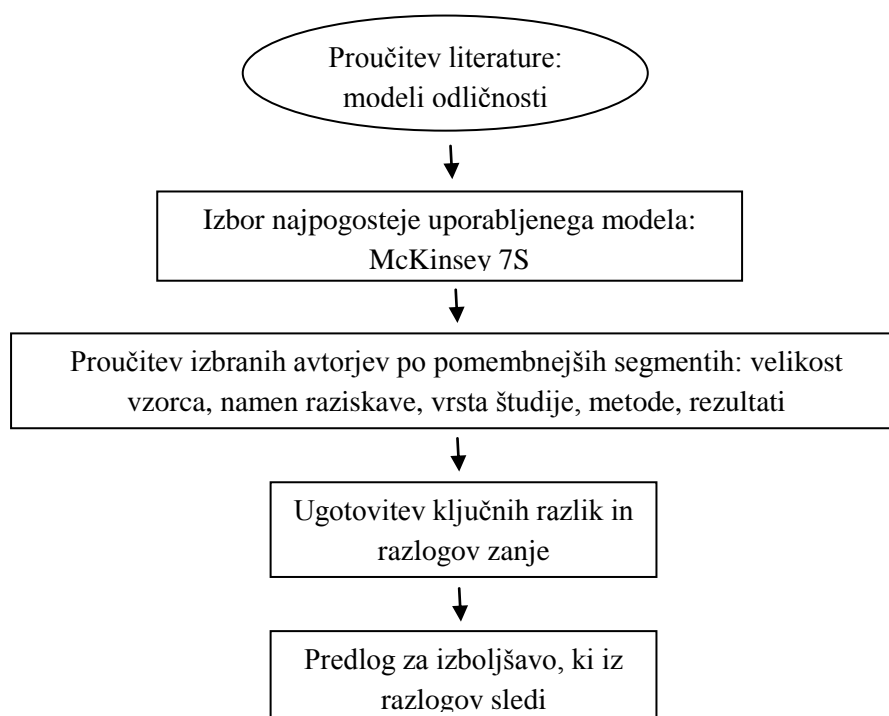 Proučitev literature:
modeli odličnosti
Izbor najpogosteje uporabljenega modela:
McKinsey 7S
Proučitev izbranih avtorjev po pomembnejših segmentih: velikost
vzorca, namen raziskave, vrsta študije, metode, rezultati
Ugotovitev ključnih razlik in
razlogov zanje
Predlog za izboljšavo, ki iz
razlogov sledi